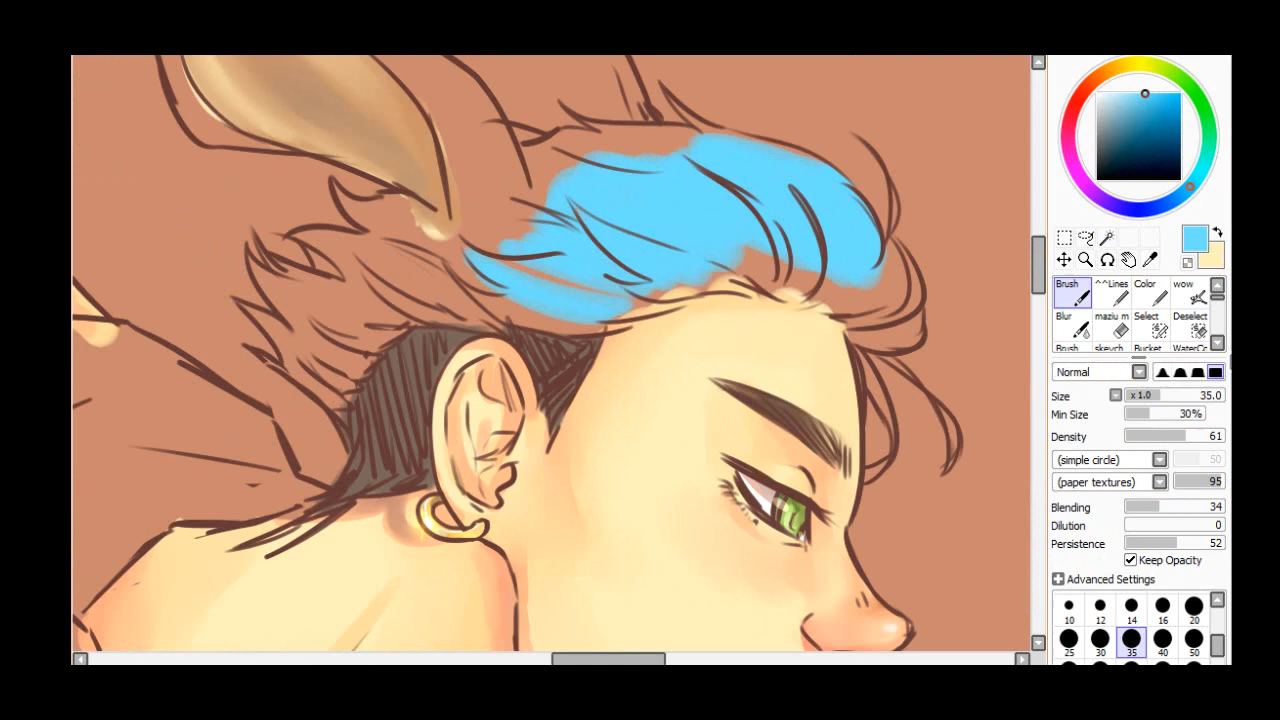 Brush
^^Lines
Color
wow
Blur
maziu m
Select
Deselect
Brush
skeych
Bucket
WaterCo
Normal
Size x 1.0 35.0
Min Size 30%
Density 61
(simple circle) 50
(paper textures) 95
Blending 34
Dilution 0
Persistence 52
Keep Opacity
Advanced Settings
10 12 14 16 20
25 30 35 40 50